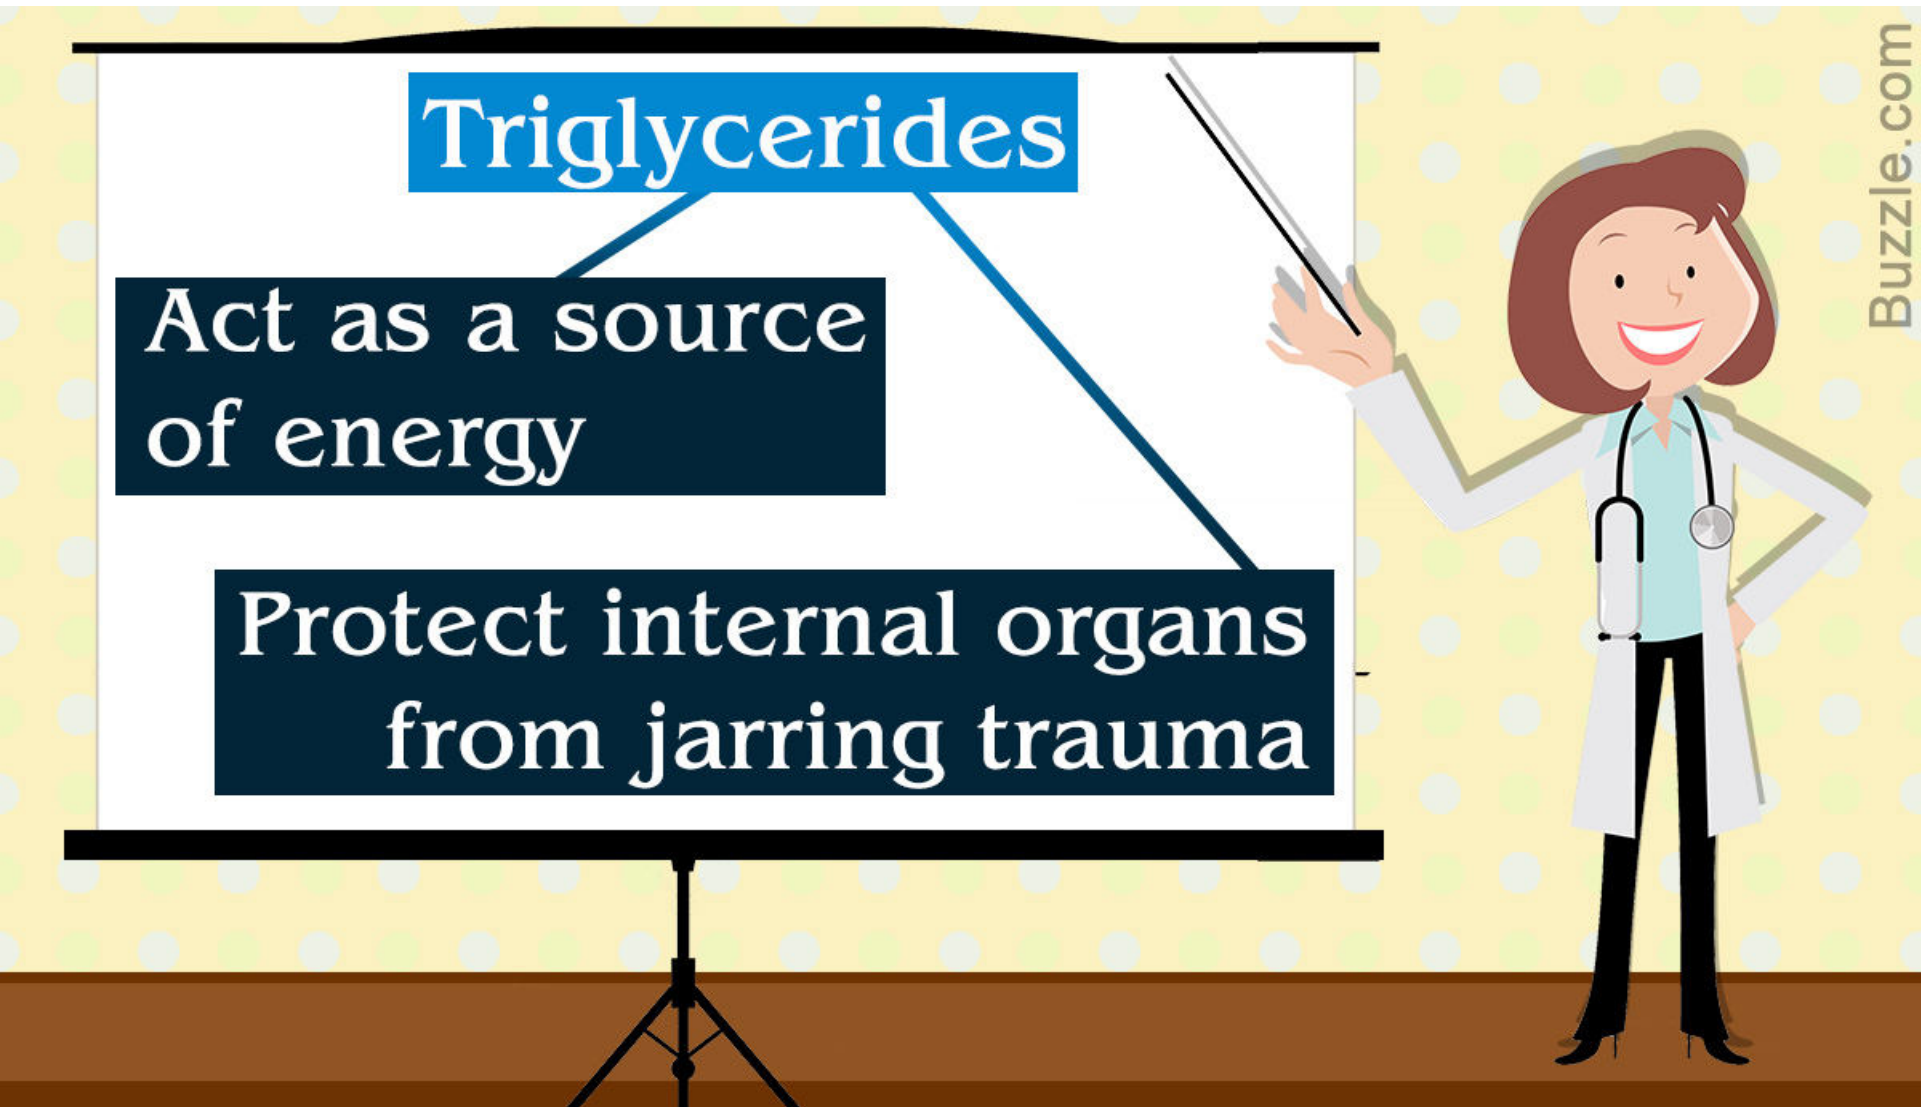 Triglycerides
Act as a source
of energy
Protect internal organs
from jarring trauma
Buzzle.com